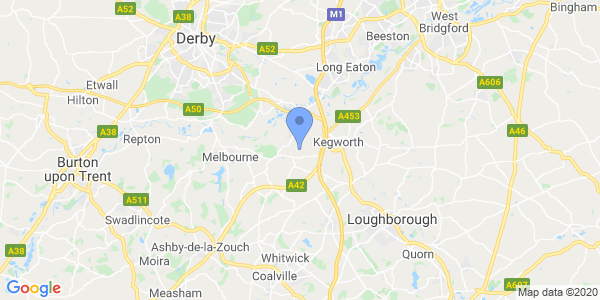 A52
A38
M1
West
Bridgford
Bingham
Derby
Beeston
A52
Long Eaton
Etwall
Hilton
A50
A453
A606
A38
Repton
Kegworth
A46
Burton
upon Trent
Melbourne
A42
A511
Swadlincote
Loughborough
Ashby-de-la-Zouch
A38
Moira
Whitwick
Quorn
Coalville
Measham
A607
Google
Map data ©2020